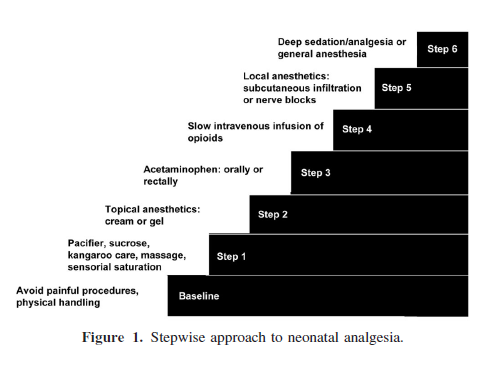 Deep sedation/analgesia or
general anesthesia
Step 6
Local anesthetics:
subcutaneous infiltration
or nerve blocks
Step 5
Slow intravenous infusion of
opioids
Step 4
Acetaminophen: orally or
rectally
Step 3
Topical anesthetics:
cream or gel
Step 2
Pacifier, sucrose,
kangaroo care, massage,
sensorial saturation
Step 1
Avoid painful procedures,
physical handling
Baseline
Figure 1. Stepwise approach to neonatal analgesia.